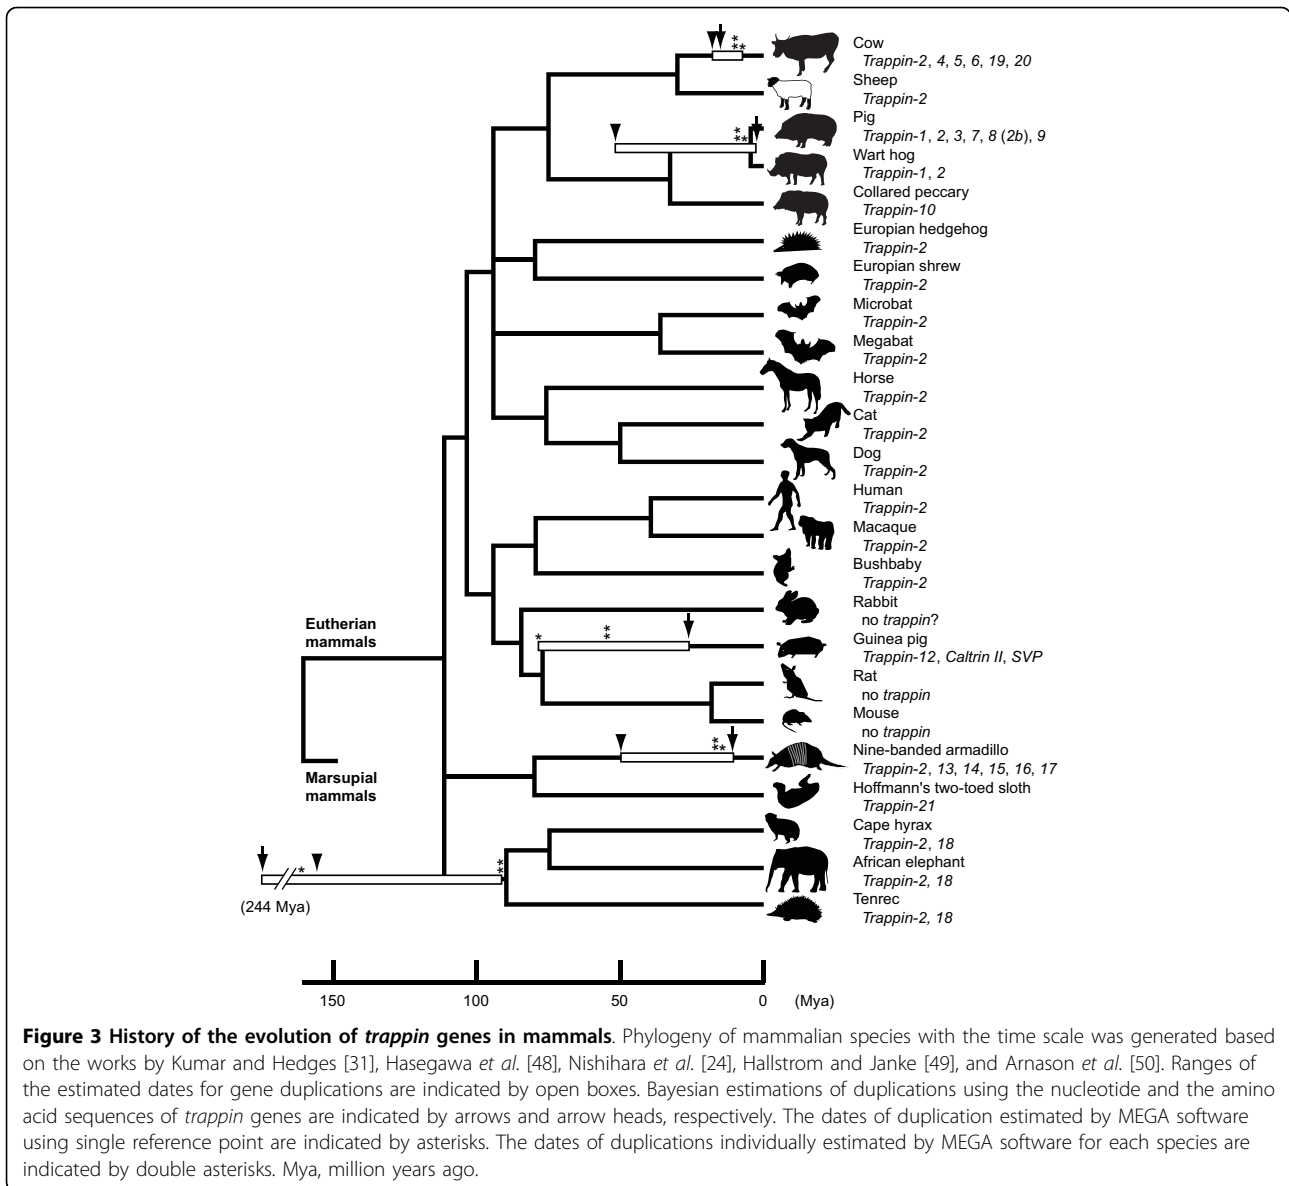 Cow
Trappin-2, 4, 5, 6, 19, 20
Sheep
Trappin-2
Pig
Trappin-1, 2, 3, 7, 8 (2b), 9
Wart hog
Trappin-1, 2
Collared peccary
Trappin-10
Europian hedgehog
Trappin-2
Europian shrew
Trappin-2
Microbat
Trappin-2
Megabat
Trappin-2
Horse
Trappin-2
Cat
Trappin-2
Dog
Trappin-2
Human
Trappin-2
Macaque
Trappin-2
Bushbaby
Trappin-2
Rabbit
no trappin?
Guinea pig
Trappin-12, Caltrin II, SVP
Rat
no trappin
Mouse
no trappin
Nine-banded armadillo
Trappin-2, 13, 14, 15, 16, 17
Hoffmann's two-toed sloth
Trappin-21
Cape hyrax
Trappin-2, 18
African elephant
Trappin-2, 18
Tenrec
Trappin-2, 18
Eutherian
mammals
Marsupial
mammals
(244 Mya)
150 100 50 0 (Mya)
Figure 3 History of the evolution of trappin genes in mammals. Phylogeny of mammalian species with the time scale was generated based
on the works by Kumar and Hedges [31], Hasegawa et al. [48], Nishihara et al. [24], Hallstrom and Janke [49], and Arnason et al. [50]. Ranges of
the estimated dates for gene duplications are indicated by open boxes. Bayesian estimations of duplications using the nucleotide and the amino
acid sequences of trappin genes are indicated by arrows and arrow heads, respectively. The dates of duplication estimated by MEGA software
using single reference point are indicated by asterisks. The dates of duplications individually estimated by MEGA software for each species are
indicated by double asterisks. Mya, million years ago.